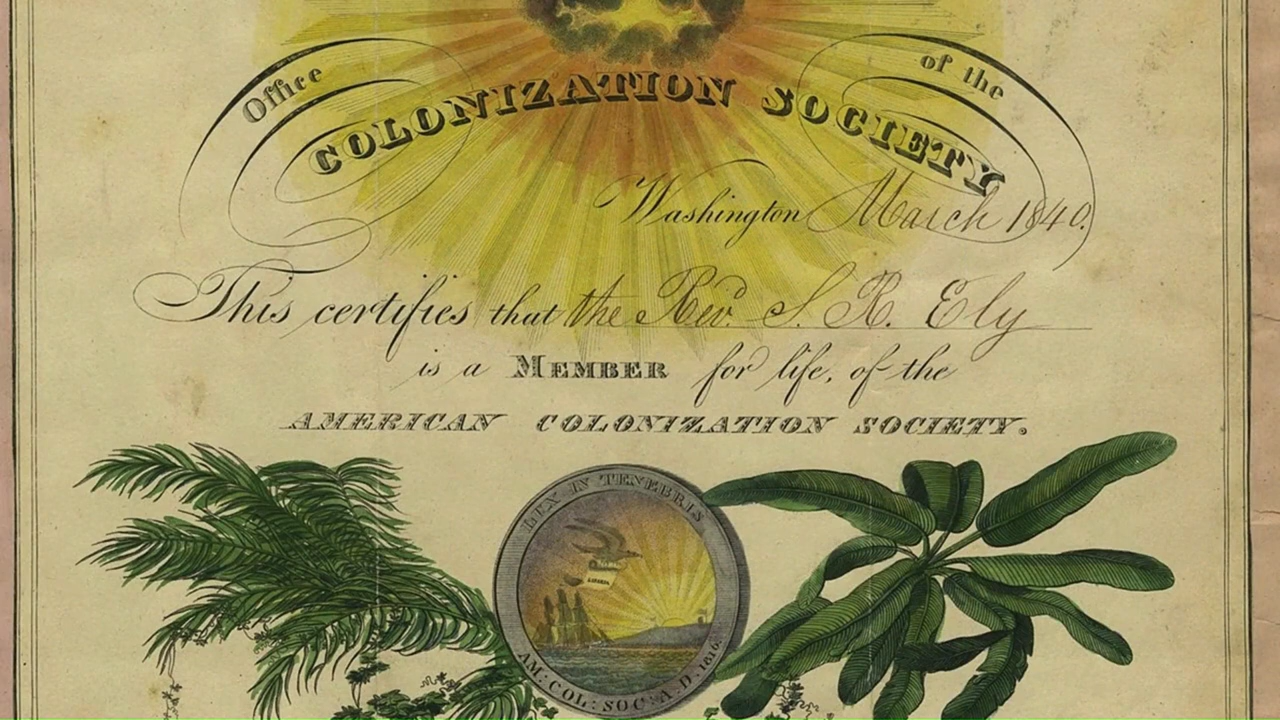 Office of the
COLONIZATION SOCIETY
Washington March 1840.
This certifies that the Rev.d S. R. Ely
is a MEMBER for life, of the
AMERICAN COLONIZATION SOCIETY.
LUX IN TENEBRIS
AM: COL: SOC: A.D. 1816.